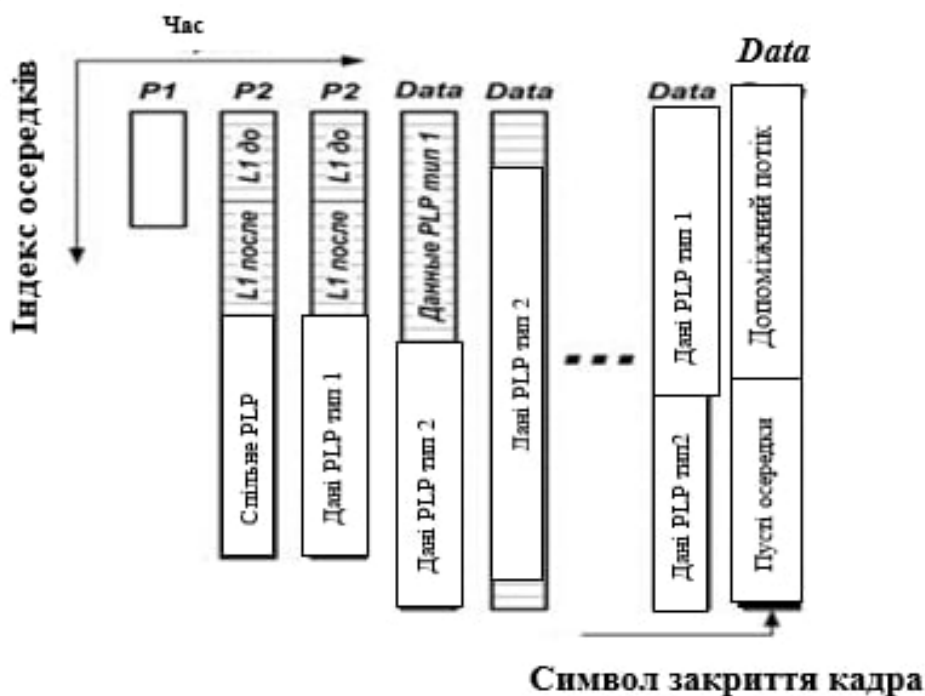 Час
Индекс осередків
P1
P2
P2
Data
Data
Data
Data
L1 до
L1 после
Спільне PLP
L1 до
L1 после
Дані PLP тип 1
Данные PLP тип 1
Дані PLP тип 2
Дані PLP тип 2
Дані PLP тип 1
Дані PLP тип2
Допоміжний потік
Пусті осередки
Символ закриття кадра